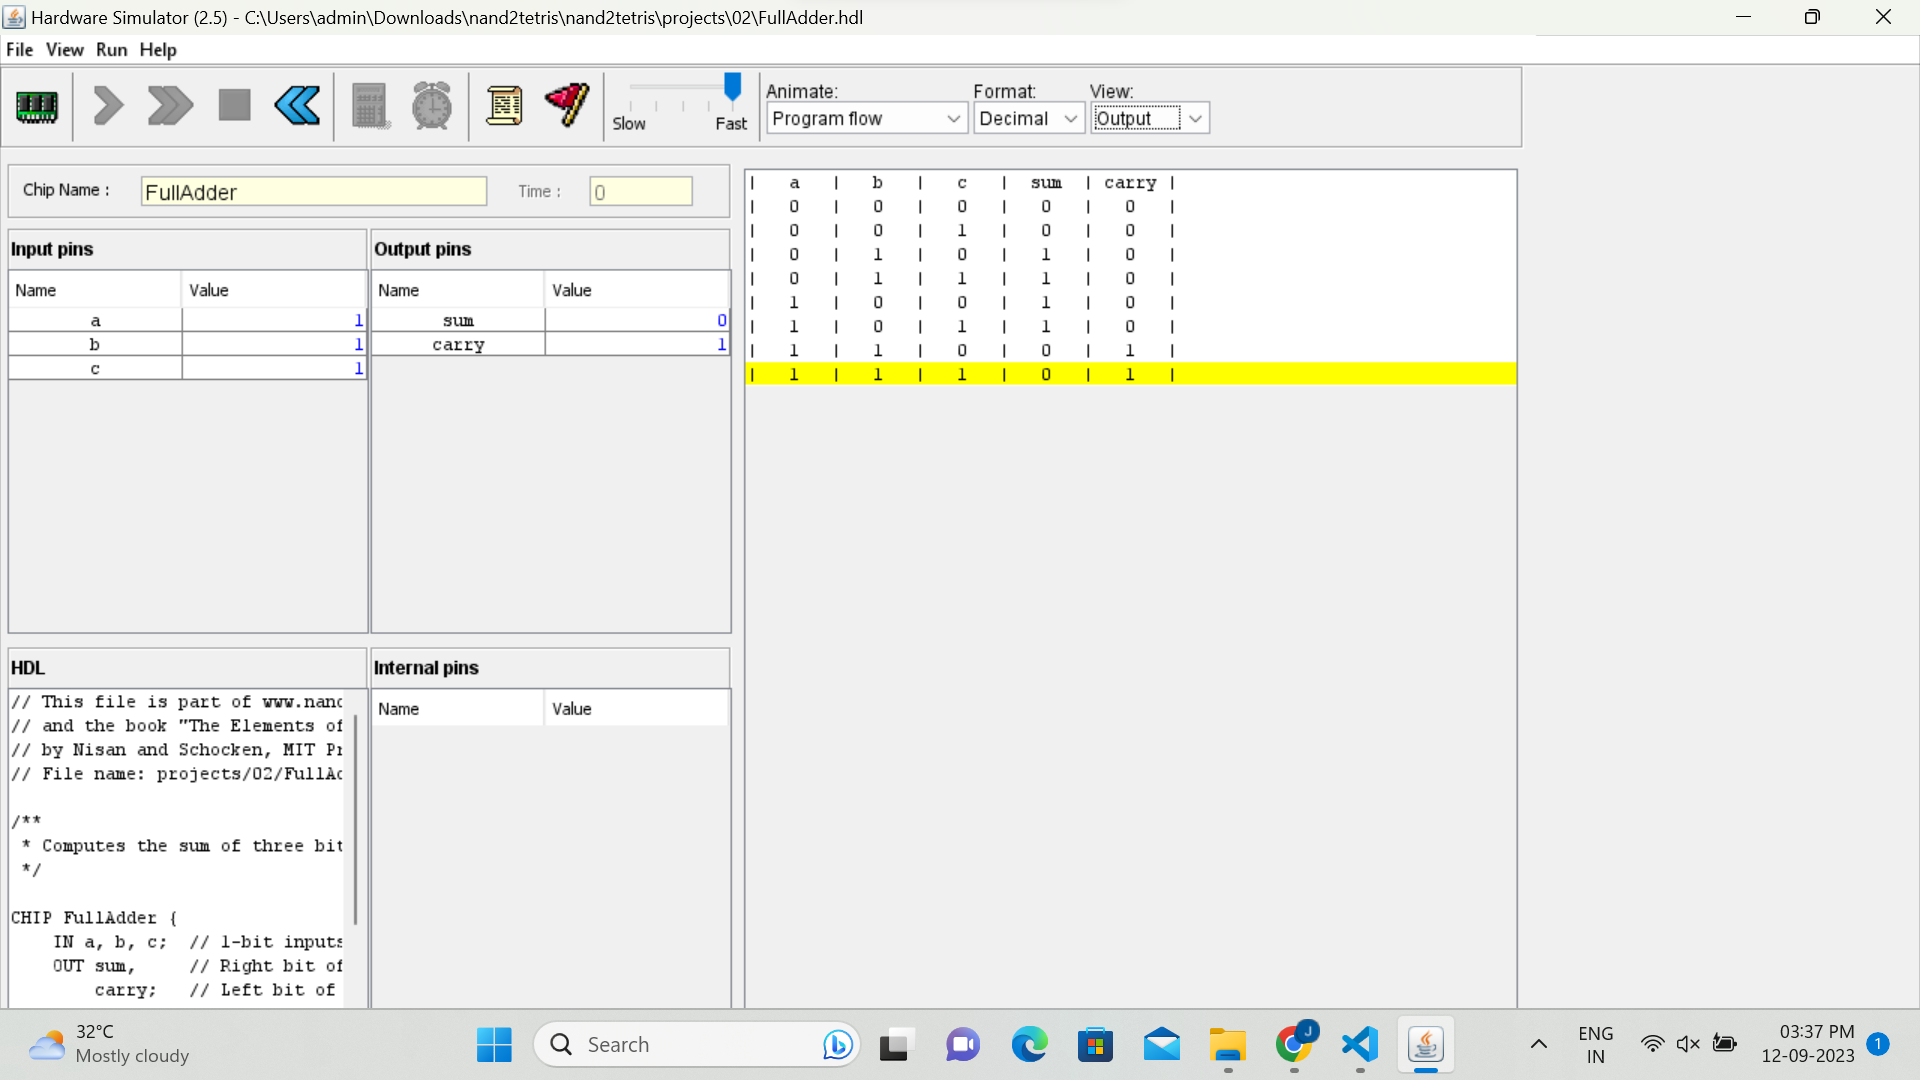 Hardware Simulator (2.5) - C:\Users\admin\Downloads\nand2tetris\nand2tetris\projects\02\FullAdder.hdl
File View Run Help
Slow Fast
Animate: Format: View:
Program flow Decimal Output
Chip Name : FullAdder Time : 0
Input pins
Name Value
a 1
b 1
c 1
Output pins
Name Value
sum 0
carry 1
| a | b | c | sum | carry |
| 0 | 0 | 0 | 0 | 0 |
| 0 | 0 | 1 | 0 | 0 |
| 0 | 1 | 0 | 1 | 0 |
| 0 | 1 | 1 | 1 | 0 |
| 1 | 0 | 0 | 1 | 0 |
| 1 | 0 | 1 | 1 | 0 |
| 1 | 1 | 0 | 0 | 1 |
| 1 | 1 | 1 | 0 | 1 |
HDL
// This file is part of www.nanc
// and the book "The Elements of
// by Nisan and Schocken, MIT Pr
// File name: projects/02/FullAd
/**
* Computes the sum of three bit
*/
CHIP FullAdder {
IN a, b, c; // 1-bit inputs
OUT sum, // Right bit of
carry; // Left bit of
Internal pins
Name Value
32°C
Mostly cloudy
Search
J
ENG
IN
03:37 PM
12-09-2023
1